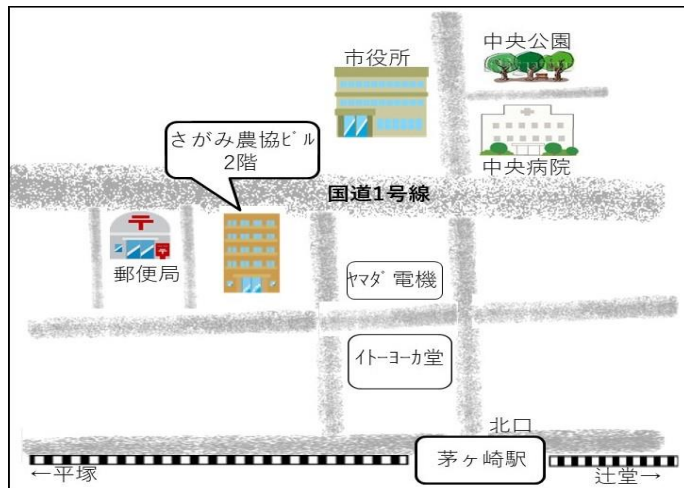 市役所
中央公園
さがみ農協ﾋﾞﾙ
2階
中央病院
国道1号線
〒
郵便局
ﾔﾏﾀﾞ電機
ｲﾄｰﾖｰｶ堂
北口
茅ヶ崎駅
←平塚
辻堂→